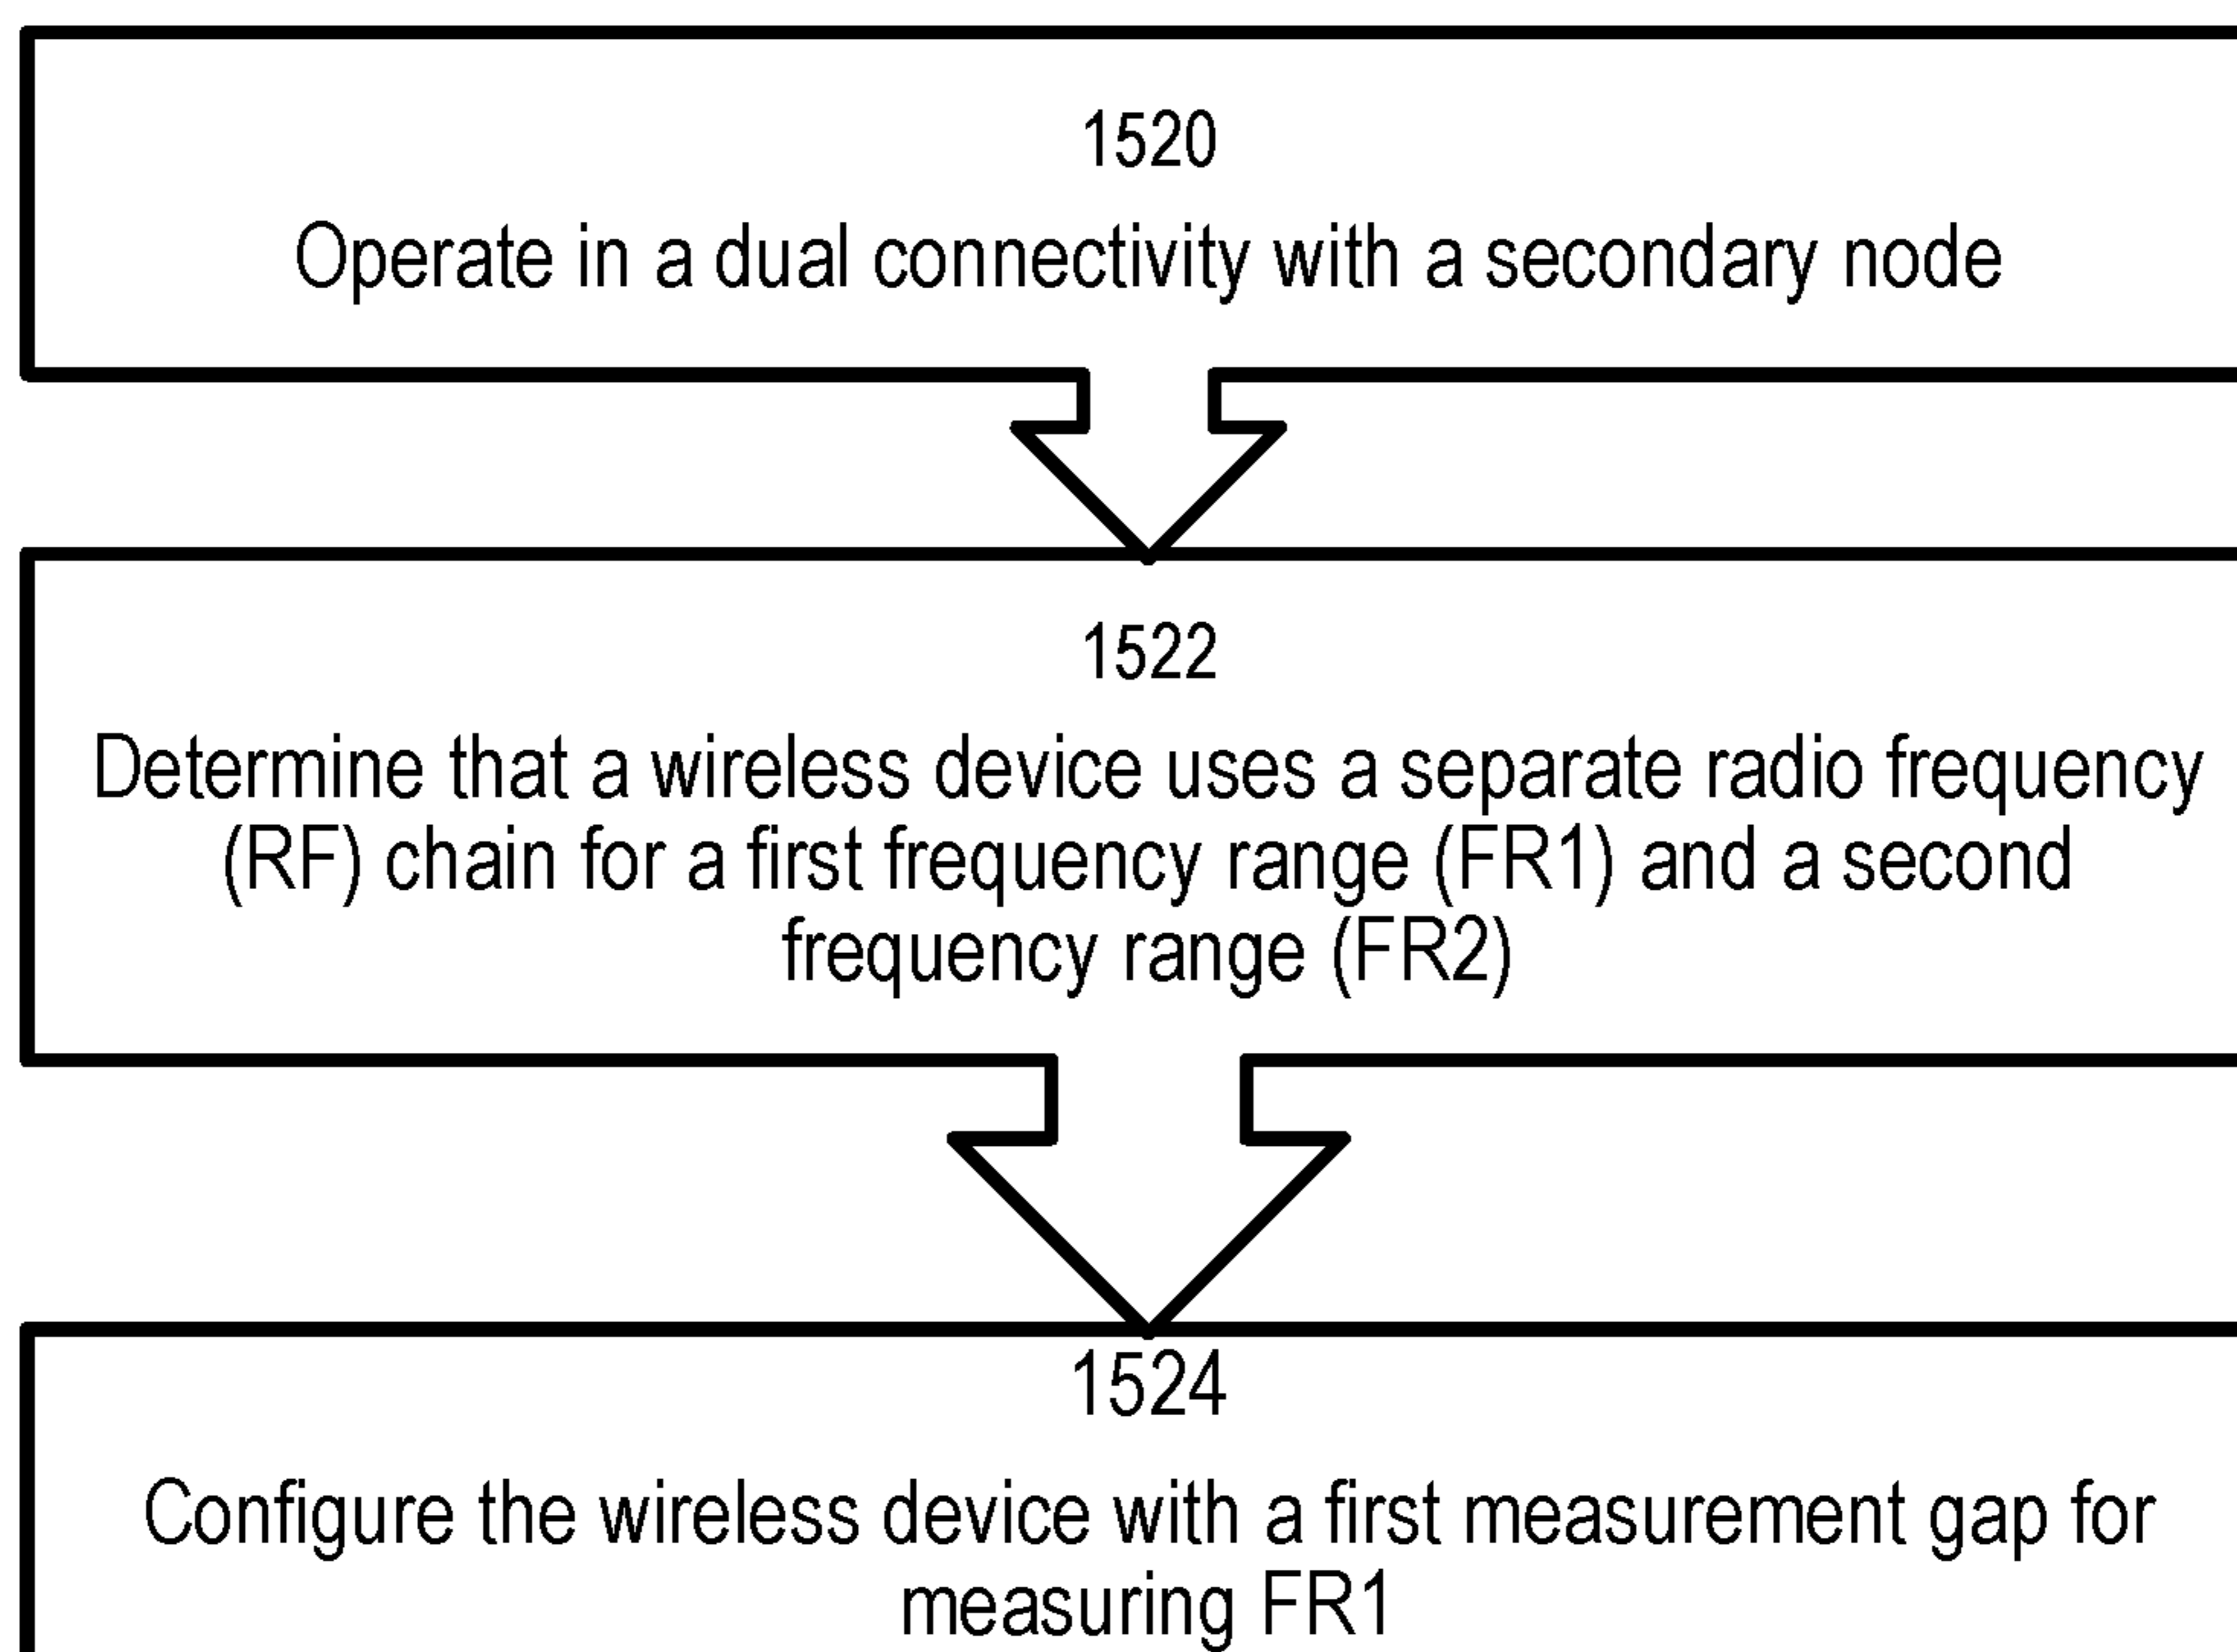 1520
Operate in a dual connectivity with a secondary node
1522
Determine that a wireless device uses a separate radio frequency
(RF) chain for a first frequency range (FR1) and a second
frequency range (FR2)
1524
Configure the wireless device with a first measurement gap for
measuring FR1